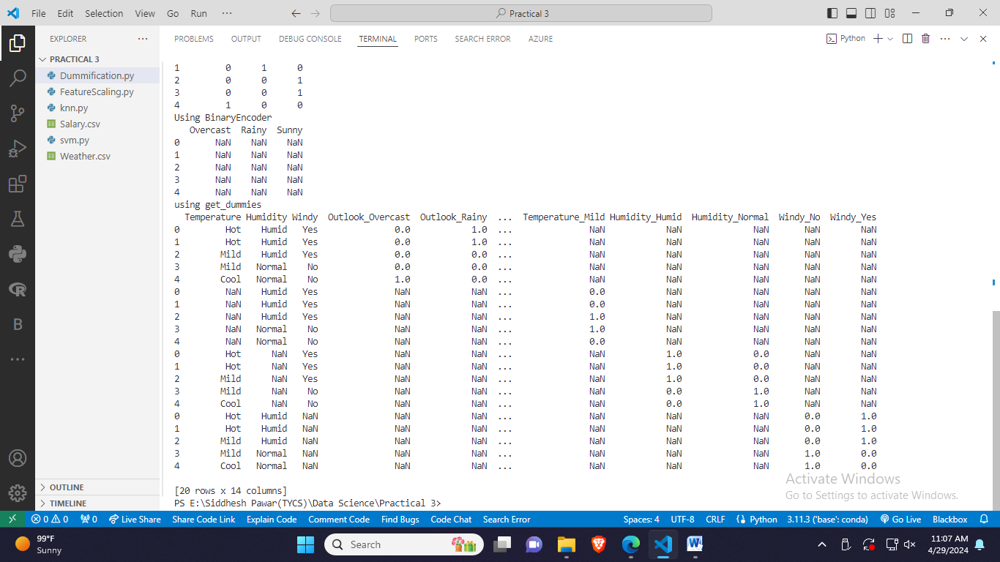 File Edit Selection View Go Run ··· Practical 3
EXPLORER ···
PRACTICAL 3
Dummification.py
FeatureScaling.py
knn.py
Salary.csv
svm.py
Weather.csv
OUTLINE
TIMELINE
PROBLEMS OUTPUT DEBUG CONSOLE TERMINAL PORTS SEARCH ERROR AZURE Python
1 0 1 0
2 0 0 1
3 0 0 1
4 1 0 0
Using BinaryEncoder
Overcast Rainy Sunny
0 NaN NaN NaN
1 NaN NaN NaN
2 NaN NaN NaN
3 NaN NaN NaN
4 NaN NaN NaN
using get_dummies
Temperature Humidity Windy Outlook_Overcast Outlook_Rainy ... Temperature_Mild Humidity_Humid Humidity_Normal Windy_No Windy_Yes
0 Hot Humid Yes 0.0 1.0 ... NaN NaN NaN NaN NaN
1 Hot Humid Yes 0.0 1.0 ... NaN NaN NaN NaN NaN
2 Mild Humid Yes 0.0 0.0 ... NaN NaN NaN NaN NaN
3 Mild Normal No 0.0 0.0 ... NaN NaN NaN NaN NaN
4 Cool Normal No 1.0 0.0 ... NaN NaN NaN NaN NaN
0 NaN Humid Yes NaN NaN ... 0.0 NaN NaN NaN NaN
1 NaN Humid Yes NaN NaN ... 0.0 NaN NaN NaN NaN
2 NaN Humid Yes NaN NaN ... 1.0 NaN NaN NaN NaN
3 NaN Normal No NaN NaN ... 1.0 NaN NaN NaN NaN
4 NaN Normal No NaN NaN ... 0.0 NaN NaN NaN NaN
0 Hot NaN Yes NaN NaN ... NaN 1.0 0.0 NaN NaN
1 Hot NaN Yes NaN NaN ... NaN 1.0 0.0 NaN NaN
2 Mild NaN Yes NaN NaN ... NaN 1.0 0.0 NaN NaN
3 Mild NaN No NaN NaN ... NaN 0.0 1.0 NaN NaN
4 Cool NaN No NaN NaN ... NaN 0.0 1.0 NaN NaN
0 Hot Humid NaN NaN NaN ... NaN NaN NaN 0.0 1.0
1 Hot Humid NaN NaN NaN ... NaN NaN NaN 0.0 1.0
2 Mild Humid NaN NaN NaN ... NaN NaN NaN 0.0 1.0
3 Mild Normal NaN NaN NaN ... NaN NaN NaN 1.0 0.0
4 Cool Normal NaN NaN NaN ... NaN NaN NaN 1.0 0.0
[20 rows x 14 columns]
PS E:\Siddhesh Pawar(TYCS)\Data Science\Practical 3>
Activate Windows
Go to Settings to activate Windows.
0 0 0 Live Share Share Code Link Explain Code Comment Code Find Bugs Code Chat Search Error Spaces: 4 UTF-8 CRLF Python 3.11.3 ('base': conda) Go Live Blackbox
99°F
Sunny
Search
11:07 AM
4/29/2024